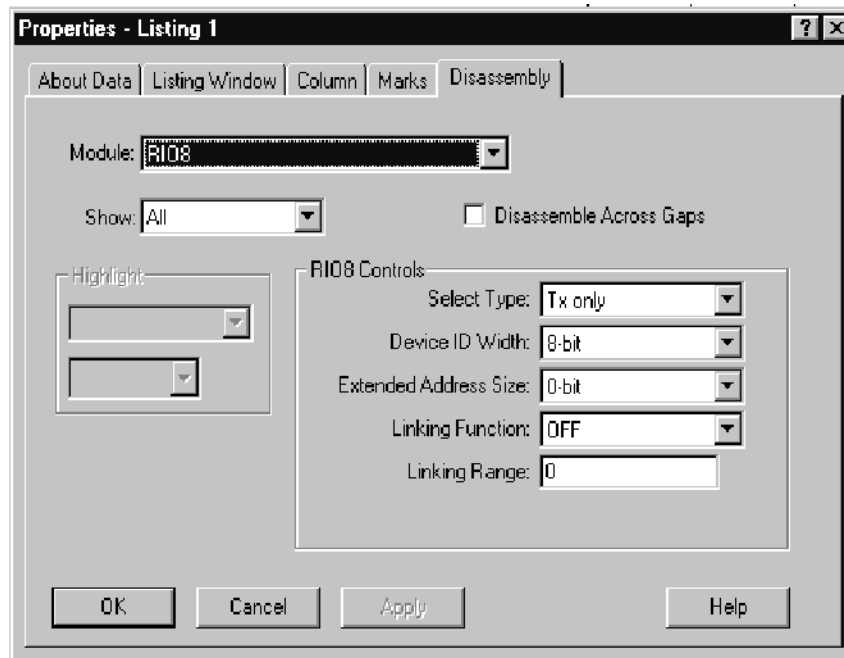 Properties - Listing 1
About Data Listing Window Column Marks Disassembly
Module: RIO8
Show: All Disassemble Across Gaps
Highlight
RIO8 Controls
Select Type: Tx only
Device ID Width: 8-bit
Extended Address Size: 0-bit
Linking Function: OFF
Linking Range: 0
OK Cancel Apply Help